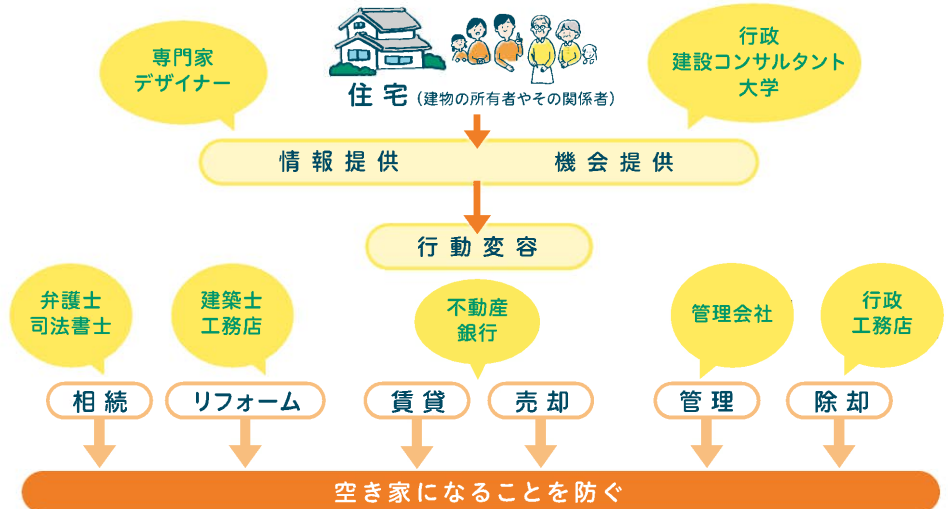 専門家
デザイナー
住宅(建物の所有者やその関係者)
行政
建設コンサルタント
大学
情報提供
機会提供
行動変容
弁護士
司法書士
建築士
工務店
不動産
銀行
管理会社
行政
工務店
相続
リフォーム
賃貸
売却
管理
除却
空き家になることを防ぐ